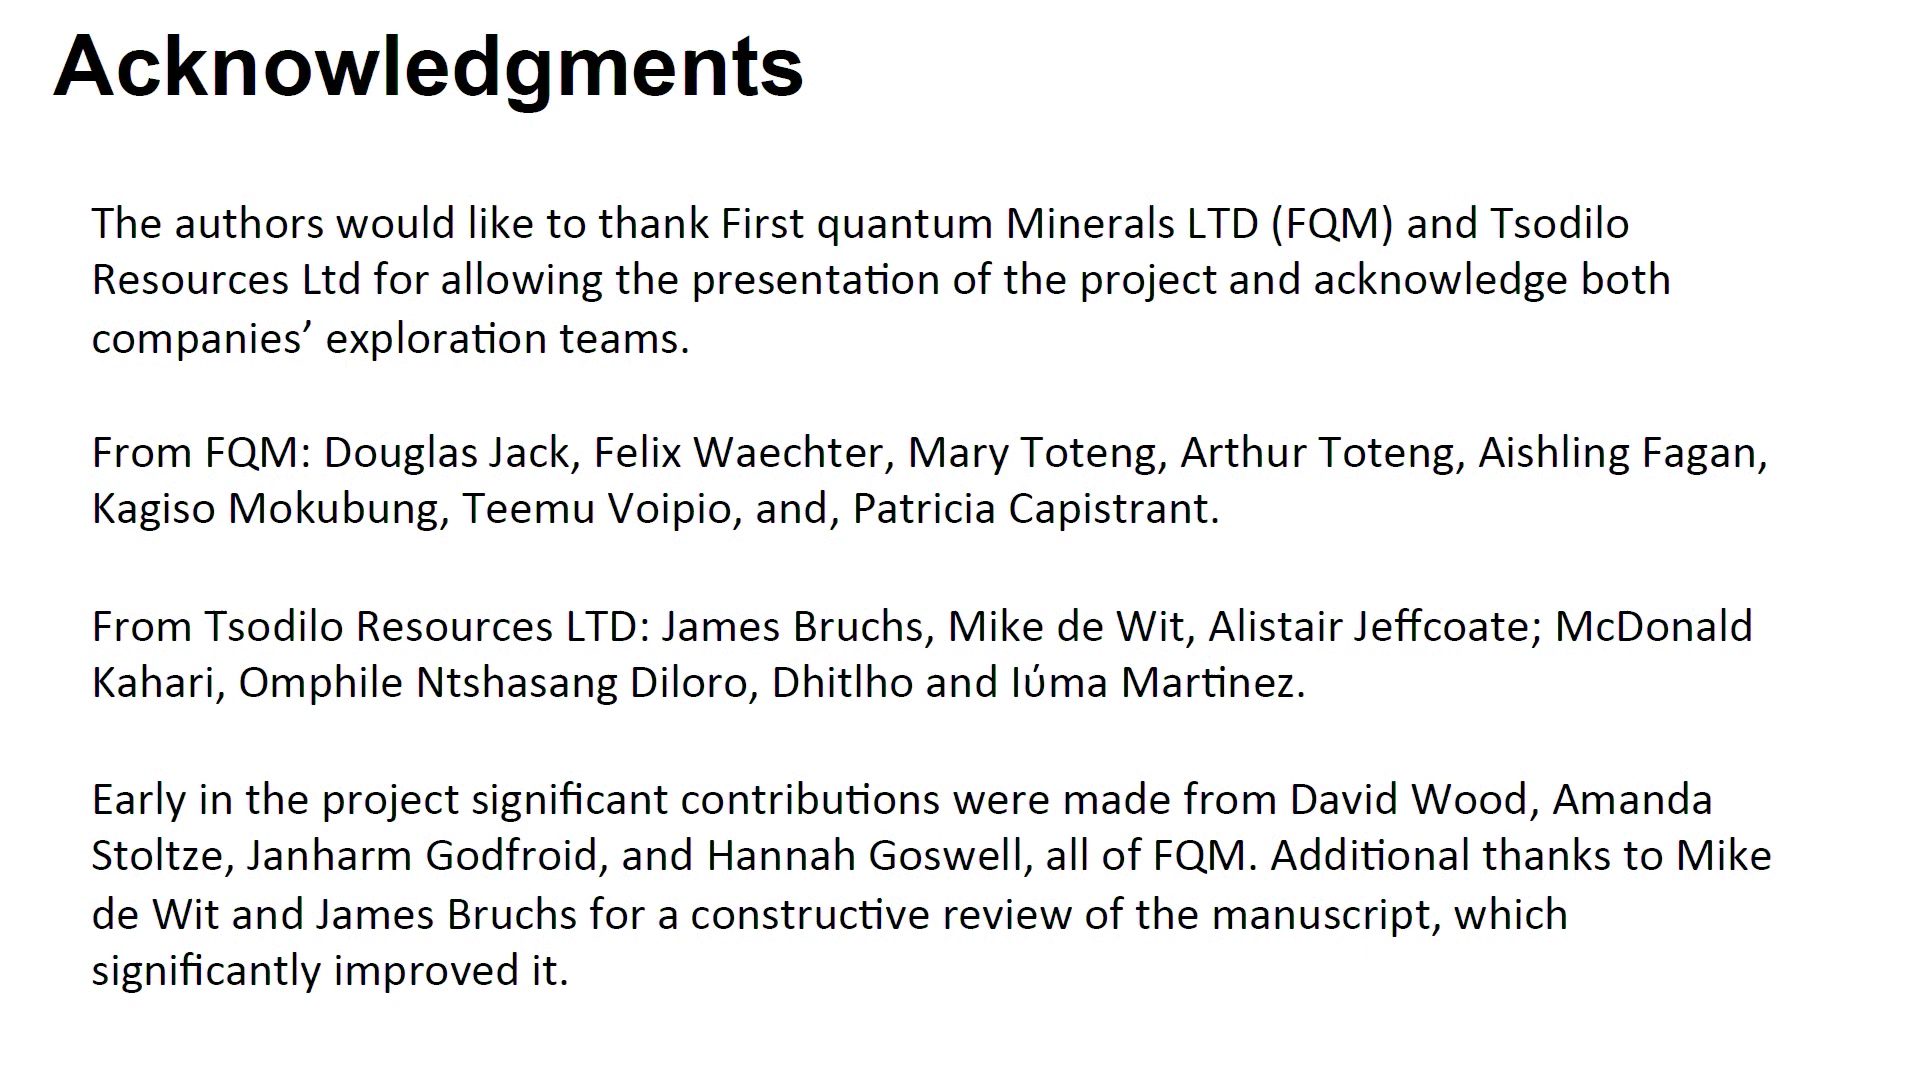 Acknowledgments
The authors would like to thank First quantum Minerals LTD (FQM) and Tsodilo
Resources Ltd for allowing the presentation of the project and acknowledge both
companies’ exploration teams.
From FQM: Douglas Jack, Felix Waechter, Mary Toteng, Arthur Toteng, Aishling Fagan,
Kagiso Mokubung, Teemu Voipio, and, Patricia Capistrant.
From Tsodilo Resources LTD: James Bruchs, Mike de Wit, Alistair Jeffcoate; McDonald
Kahari, Omphile Ntshasang Diloro, Dhitlho and Iύma Martinez.
Early in the project significant contributions were made from David Wood, Amanda
Stoltze, Janharm Godfroid, and Hannah Goswell, all of FQM. Additional thanks to Mike
de Wit and James Bruchs for a constructive review of the manuscript, which
significantly improved it.